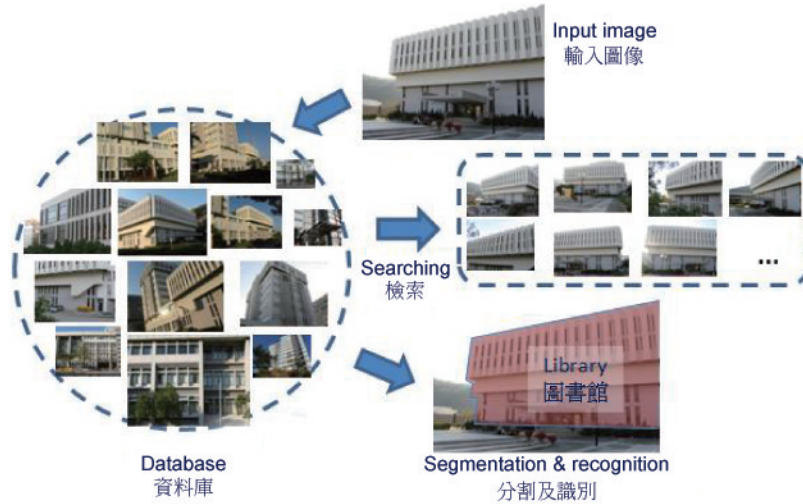 Input image
輸入圖像
Searching
檢索
Library
圖書館
Database
資料庫
Segmentation & recognition
分割及識別